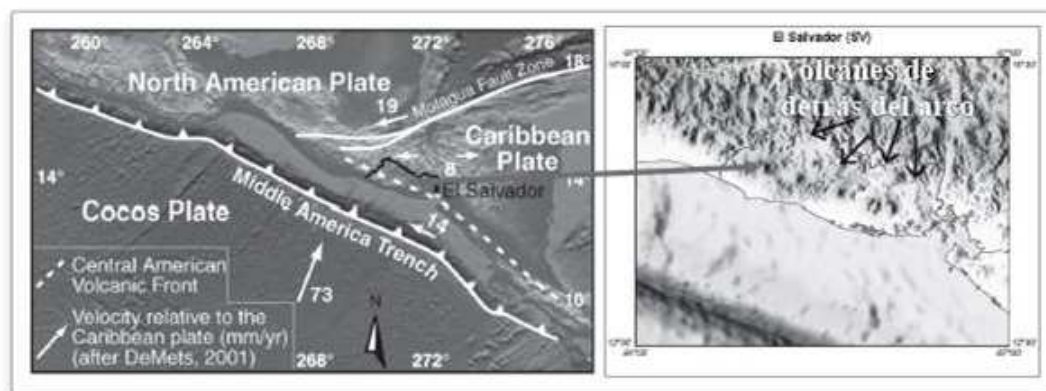 260° 264° 268° 272° 276°
18°
North American Plate
19
Motagua Fault Zone
Caribbean
Plate
8
14°
14°
El Salvador
Cocos Plate
Middle America Trench
14
Central American
Volcanic Front
73
N
10°
Velocity relative to the
Caribbean plate (mm/yr)
(after DeMets, 2001)
268° 272°
El Salvador (SV)
Volcanes de
detrás del arco